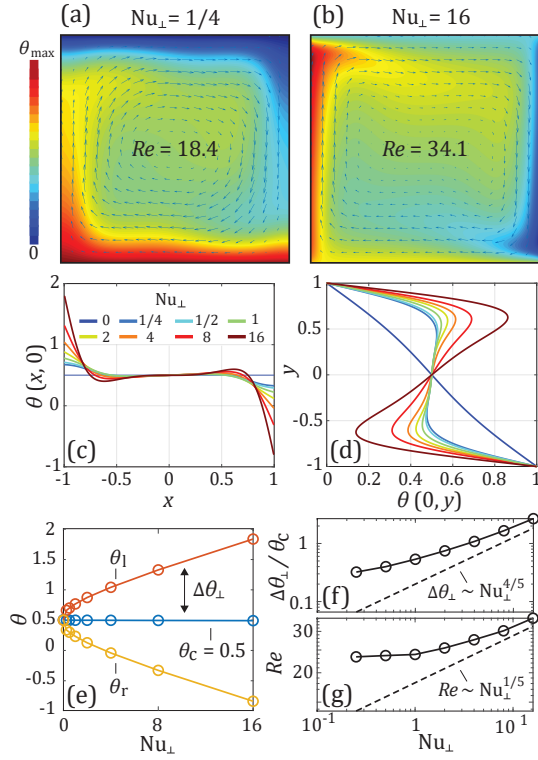 (a) Nu⊥ = 1/4 (b) Nu⊥ = 16
θmax
0
Re = 18.4 Re = 34.1
Nu⊥
0 1/4 1/2 1
2 4 8 16
θ (x, 0)
2
1
0
-1
(c)
-1 -0.5 0 0.5 1
x
y
1
0.5
0
-0.5
-1
(d)
0 0.2 0.4 0.6 0.8 1
θ (0, y)
θ
2
1.5
1
0.5
0
-0.5
-1
θl
Δθ⊥
θc = 0.5
θr
(e)
0 4 8 12 16
Nu⊥
Δθ⊥ / θc
1
0.1
(f)
Δθ⊥ ~ Nu⊥^4/5
Re
30
20
(g)
Re ~ Nu⊥^1/5
10^-1 10^0 10^1
Nu⊥